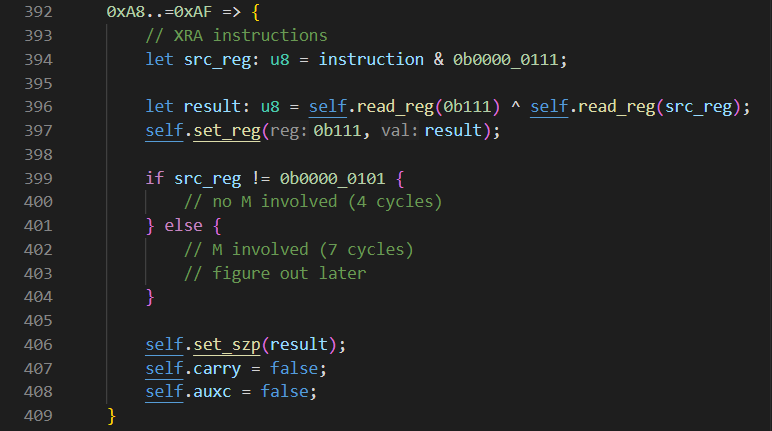 392 0xA8..=0xAF => {
393 // XRA instructions
394 let src_reg: u8 = instruction & 0b0000_0111;
395
396 let result: u8 = self.read_reg(0b111) ^ self.read_reg(src_reg);
397 self.set_reg(reg: 0b111, val: result);
398
399 if src_reg != 0b0000_0101 {
400 // no M involved (4 cycles)
401 } else {
402 // M involved (7 cycles)
403 // figure out later
404 }
405
406 self.set_szp(result);
407 self.carry = false;
408 self.auxc = false;
409 }